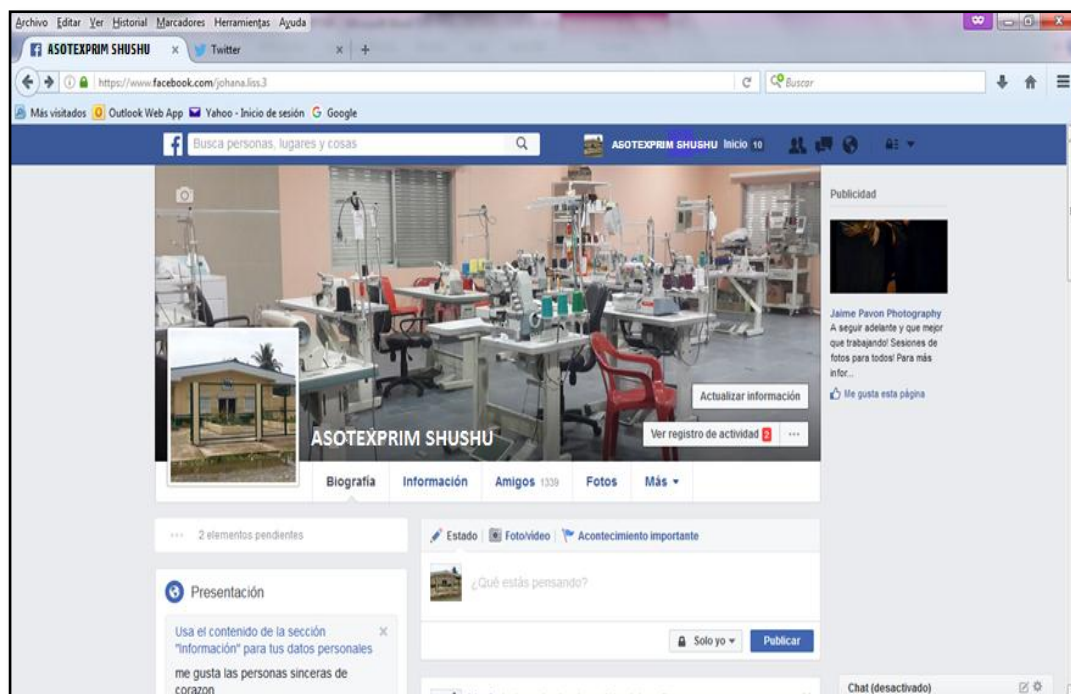 Archivo Editar Ver Historial Marcadores Herramientas Ayuda
ASOTEXPRIM SHUSHU
Twitter
https://www.facebook.com/johana.liss.3
Buscar
Más visitados Outlook Web App Yahoo - Inicio de sesión Google
Busca personas, lugares y cosas
ASOTEXPRIM SHUSHU Inicio 10
Publicidad
Jaime Pavon Photography
A seguir adelante y que mejor
que trabajando! Sesiones de
fotos para todos! Para más
infor...
Me gusta esta página
Actualizar información
Ver registro de actividad 2 ...
ASOTEXPRIM SHUSHU
Biografía Información Amigos 1339 Fotos Más
2 elementos pendientes
Estado Foto/vídeo Acontecimiento importante
¿Qué estás pensando?
Solo yo Publicar
Presentación
Usa el contenido de la sección
"Información" para tus datos personales
me gusta las personas sinceras de
corazon
Chat (desactivado)